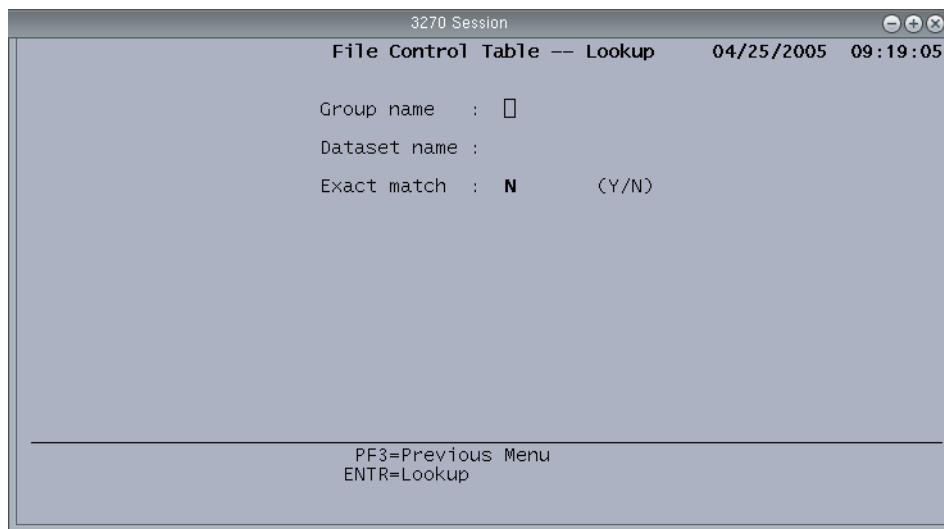 3270 Session
File Control Table -- Lookup 04/25/2005 09:19:05
Group name :
Dataset name :
Exact match : N (Y/N)
PF3=Previous Menu
ENTR=Lookup